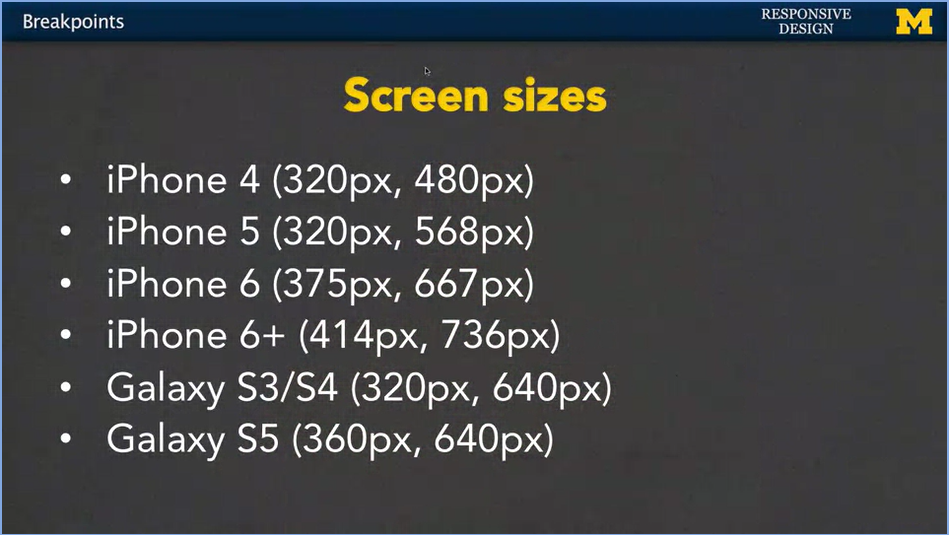 Breakpoints
RESPONSIVE
DESIGN
M
Screen sizes
• iPhone 4 (320px, 480px)
• iPhone 5 (320px, 568px)
• iPhone 6 (375px, 667px)
• iPhone 6+ (414px, 736px)
• Galaxy S3/S4 (320px, 640px)
• Galaxy S5 (360px, 640px)